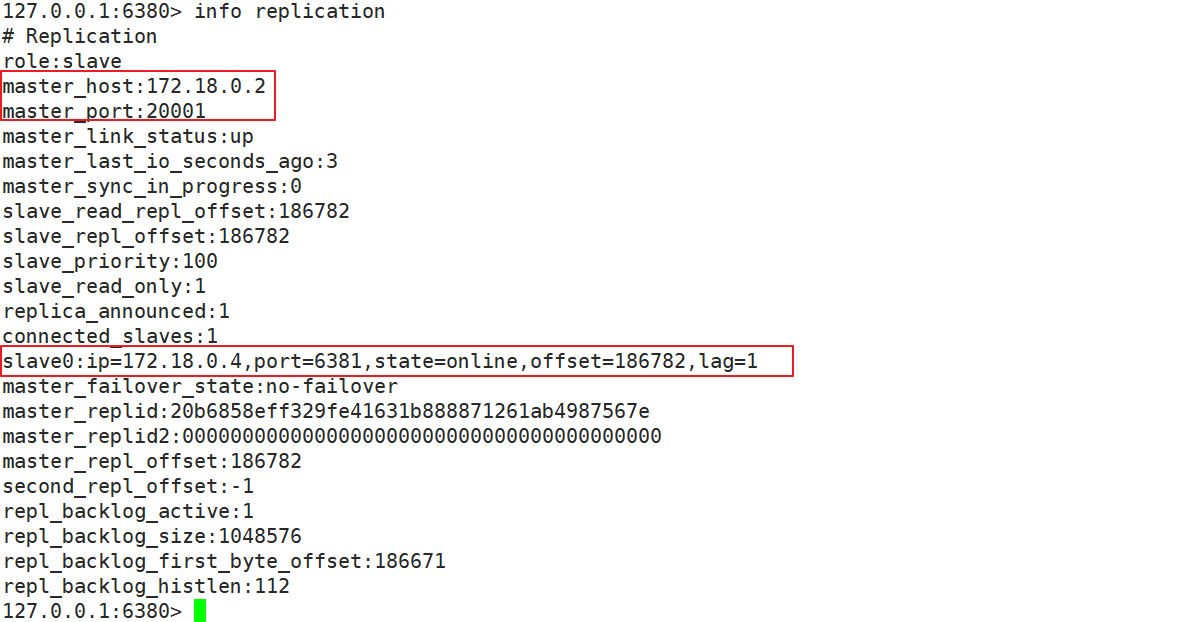 127.0.0.1:6380> info replication
# Replication
role:slave
master_host:172.18.0.2
master_port:20001
master_link_status:up
master_last_io_seconds_ago:3
master_sync_in_progress:0
slave_read_repl_offset:186782
slave_repl_offset:186782
slave_priority:100
slave_read_only:1
replica_announced:1
connected_slaves:1
slave0:ip=172.18.0.4,port=6381,state=online,offset=186782,lag=1
master_failover_state:no-failover
master_replid:20b6858eff329fe41631b888871261ab4987567e
master_replid2:0000000000000000000000000000000000000000
master_repl_offset:186782
second_repl_offset:-1
repl_backlog_active:1
repl_backlog_size:1048576
repl_backlog_first_byte_offset:186671
repl_backlog_histlen:112
127.0.0.1:6380>